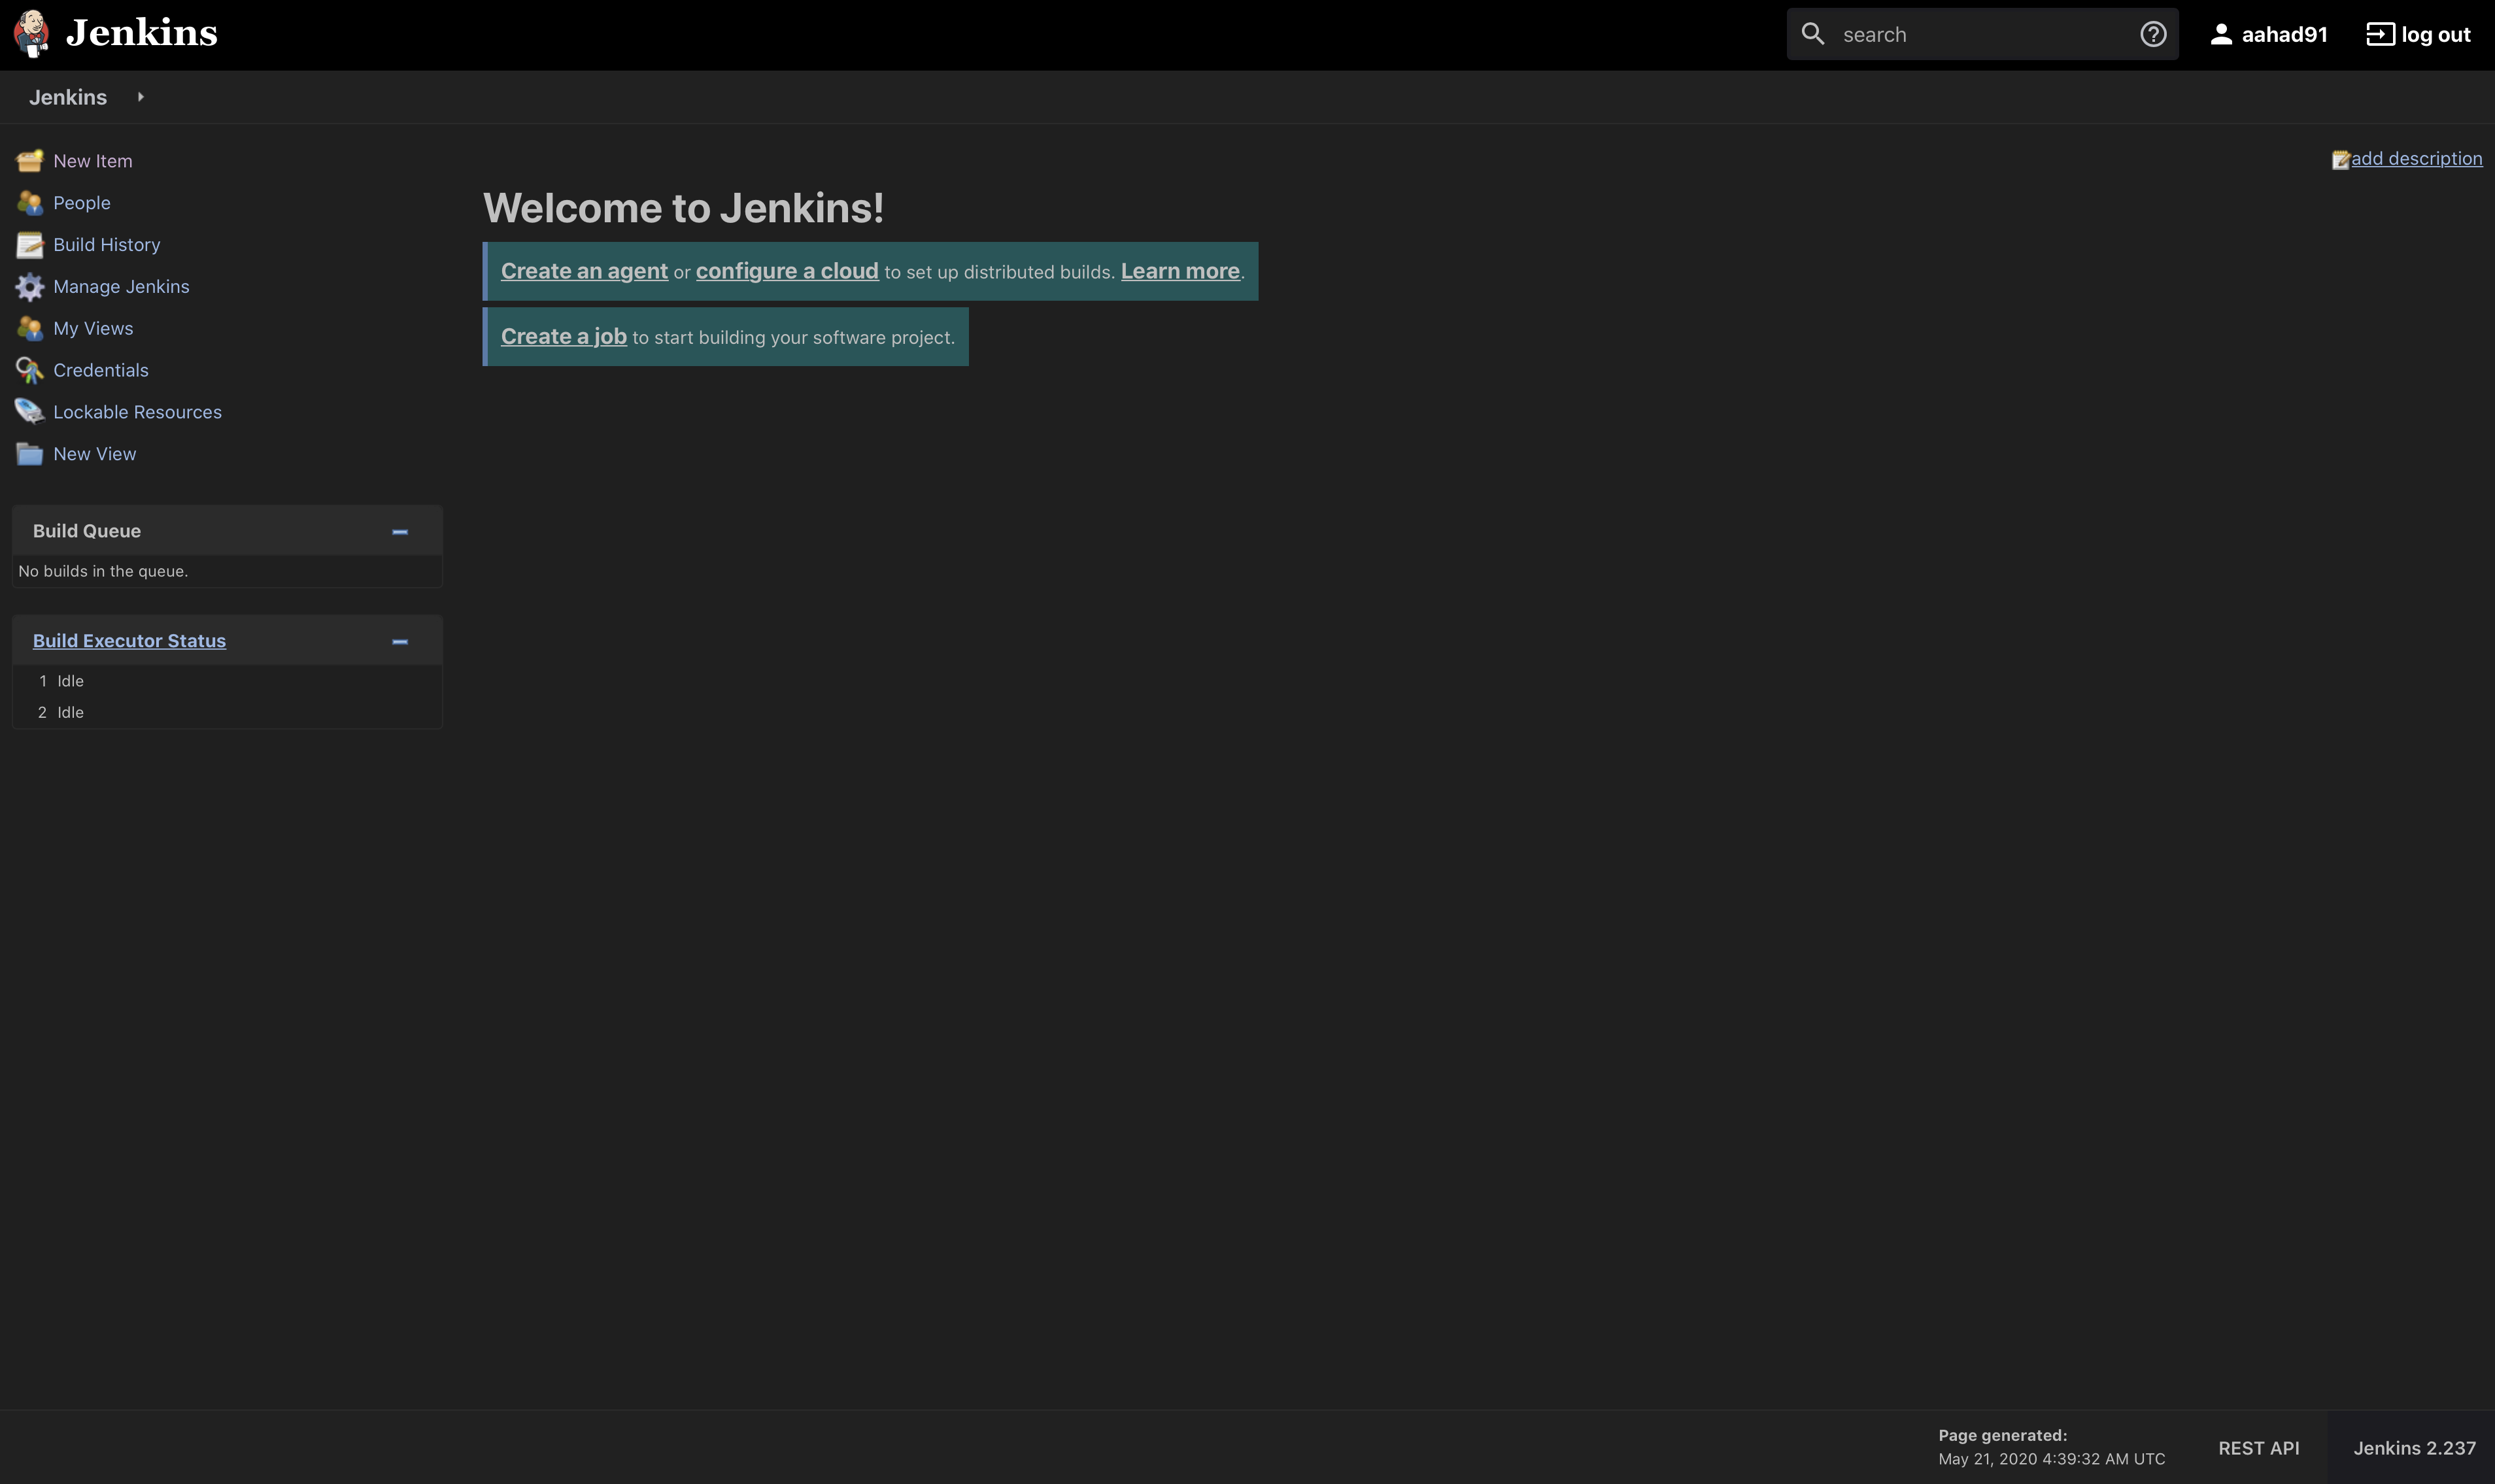 Jenkins
search
aahad91
log out
Jenkins
New Item
People
Build History
Manage Jenkins
My Views
Credentials
Lockable Resources
New View
Build Queue
No builds in the queue.
Build Executor Status
1 Idle
2 Idle
add description
Welcome to Jenkins!
Create an agent or configure a cloud to set up distributed builds. Learn more.
Create a job to start building your software project.
Page generated:
May 21, 2020 4:39:32 AM UTC
REST API
Jenkins 2.237